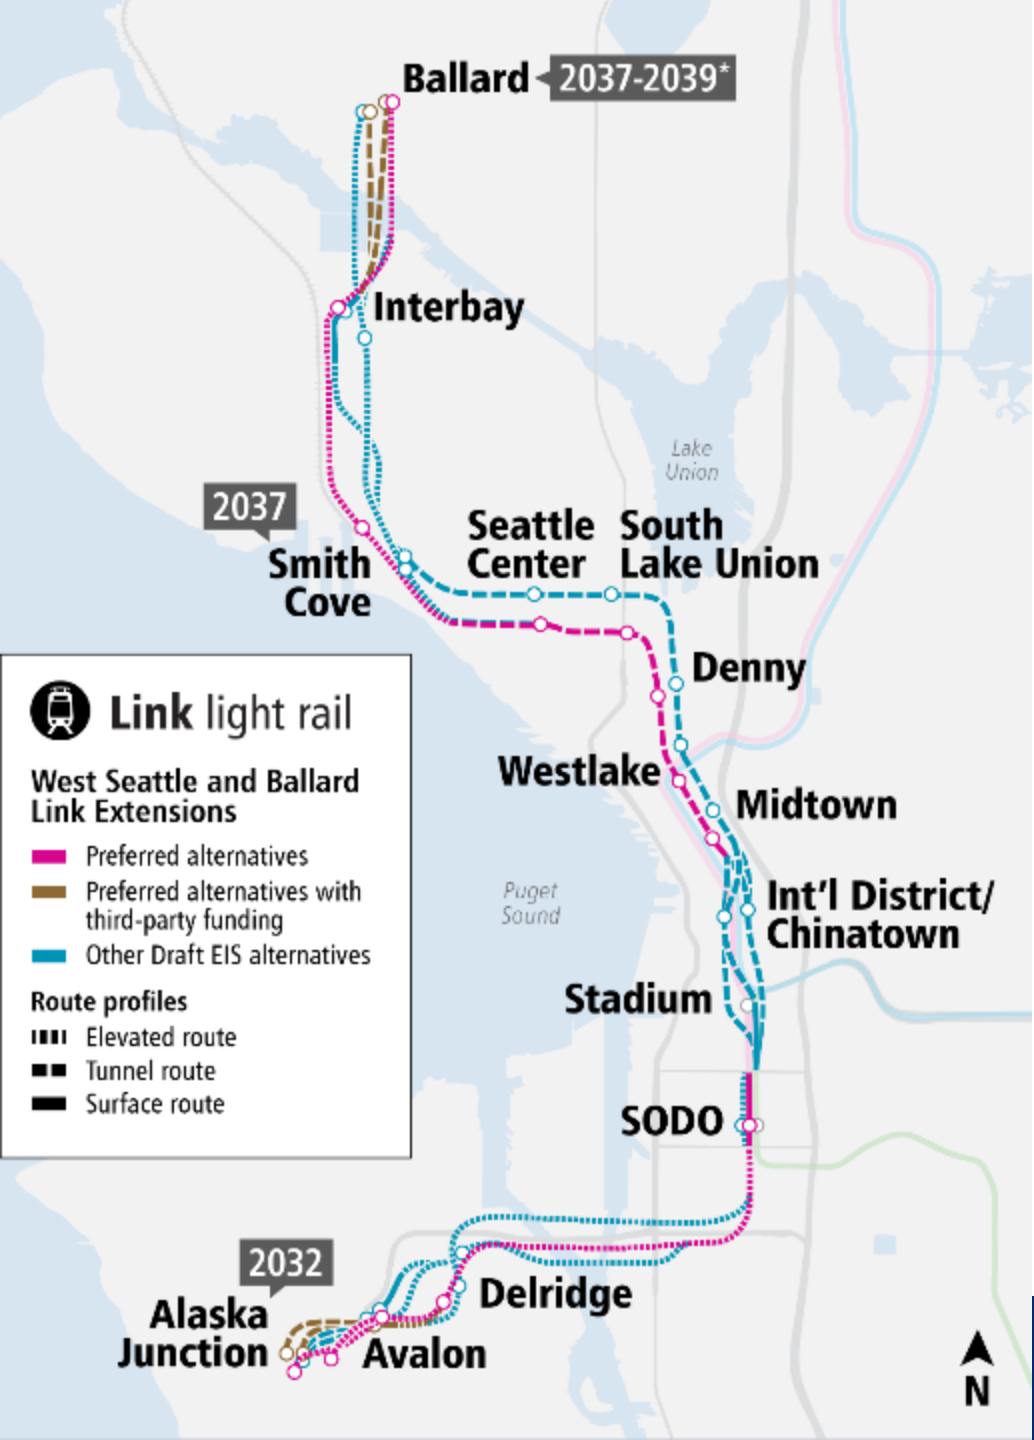 Ballard
2037-2039*
Interbay
Lake
Union
2037
Seattle
Center
South
Lake Union
Smith
Cove
Denny
Link light rail
West Seattle and Ballard
Link Extensions
Preferred alternatives
Preferred alternatives with
third-party funding
Other Draft EIS alternatives
Route profiles
Elevated route
Tunnel route
Surface route
Westlake
Midtown
Puget
Sound
Int'l District/
Chinatown
Stadium
SODO
2032
Alaska
Junction
Delridge
Avalon
N